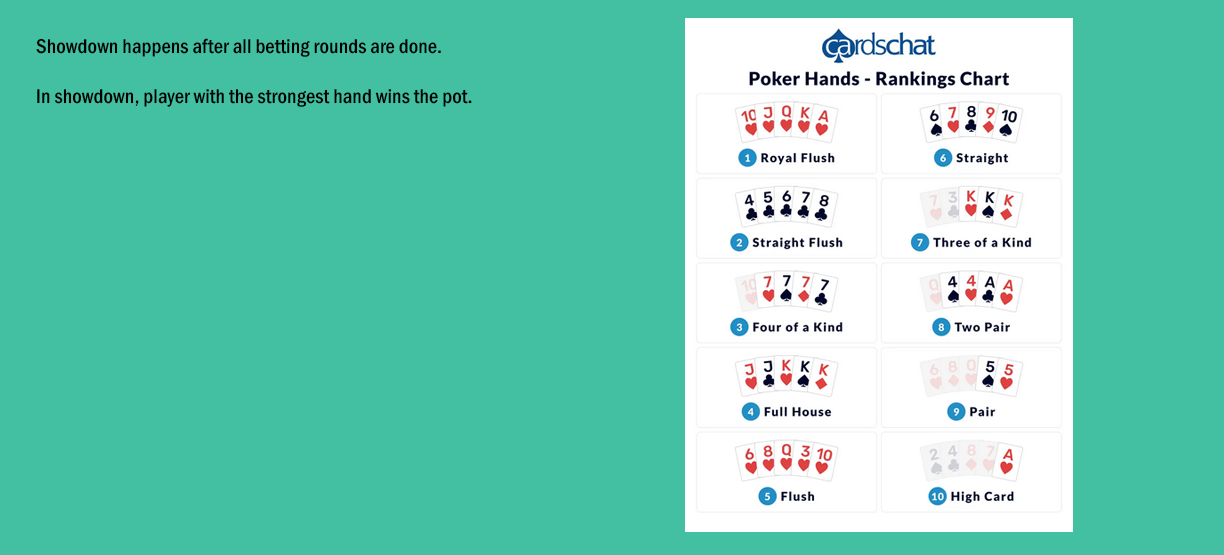 Showdown happens after all betting rounds are done.
In showdown, player with the strongest hand wins the pot.
cardschat
Poker Hands - Rankings Chart
10 J Q K A
1 Royal Flush
6 7 8 9 10
6 Straight
4 5 6 7 8
2 Straight Flush
7 3 K K K
7 Three of a Kind
10 7 7 7 7
3 Four of a Kind
Q 4 4 A A
8 Two Pair
J J K K K
4 Full House
6 8 Q 5 5
9 Pair
6 8 Q 3 10
5 Flush
2 4 8 7 A
10 High Card